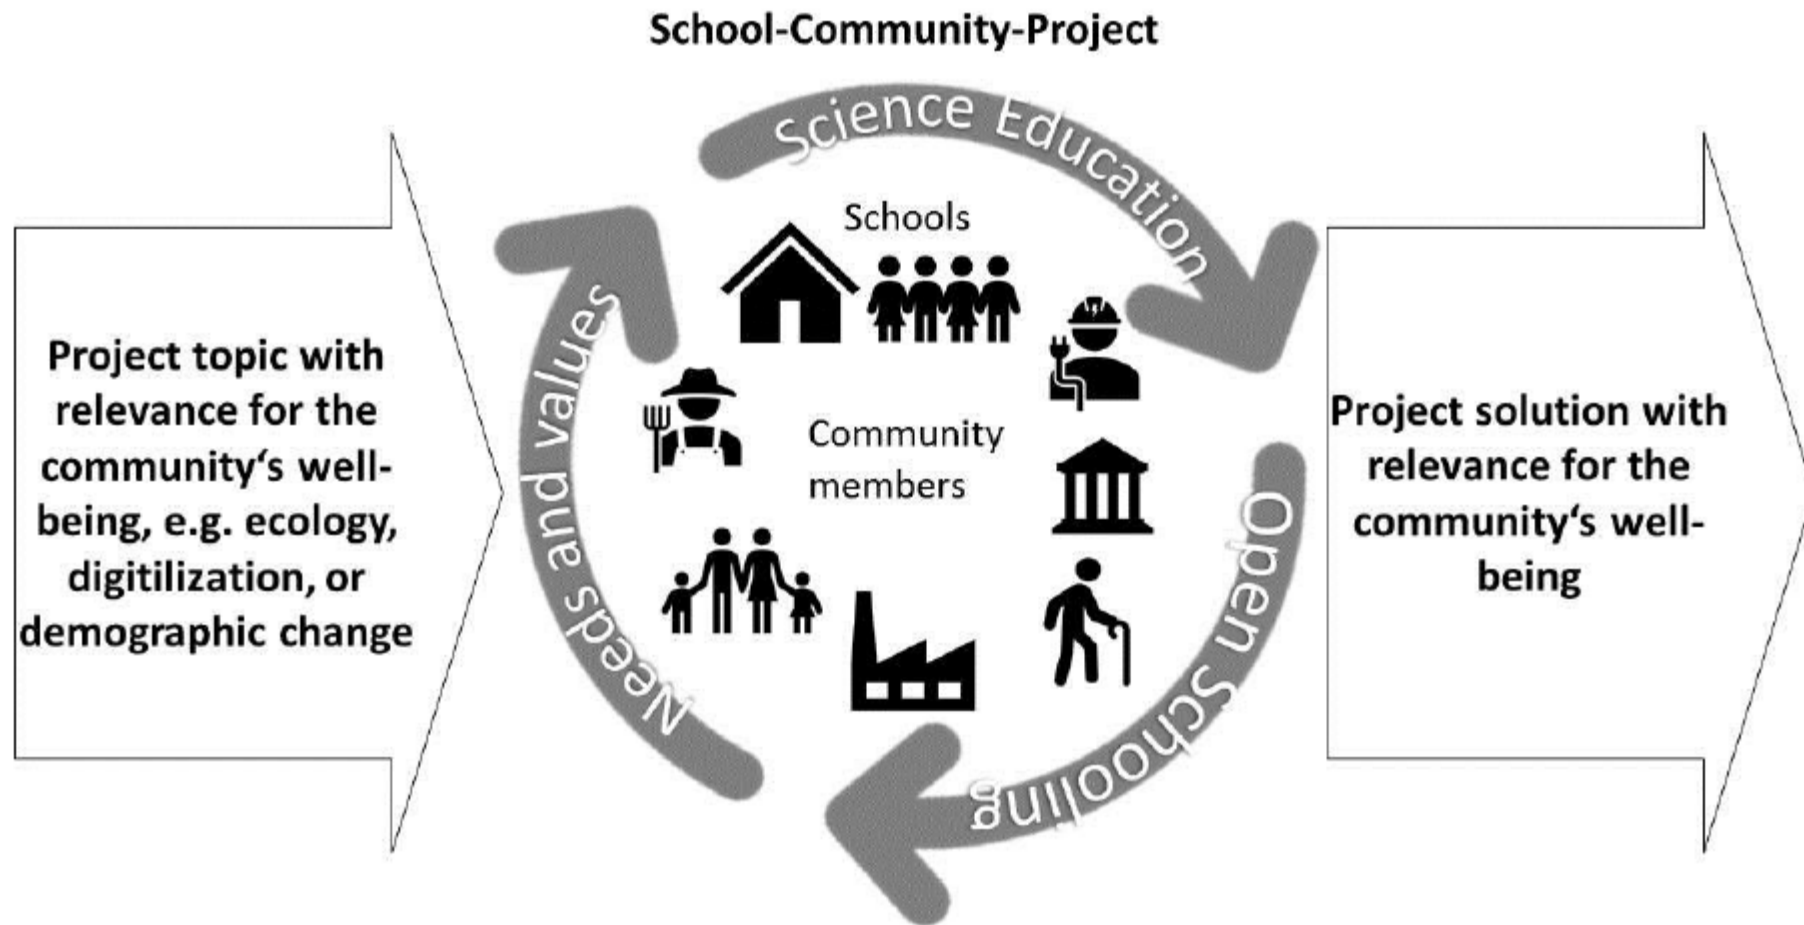 School-Community-Project
Project topic with
relevance for the
community‘s well-
being, e.g. ecology,
digitilization, or
demographic change
Science Education
Schools
Community
members
Needs and values
Open Schooling
Project solution with
relevance for the
community‘s well-
being